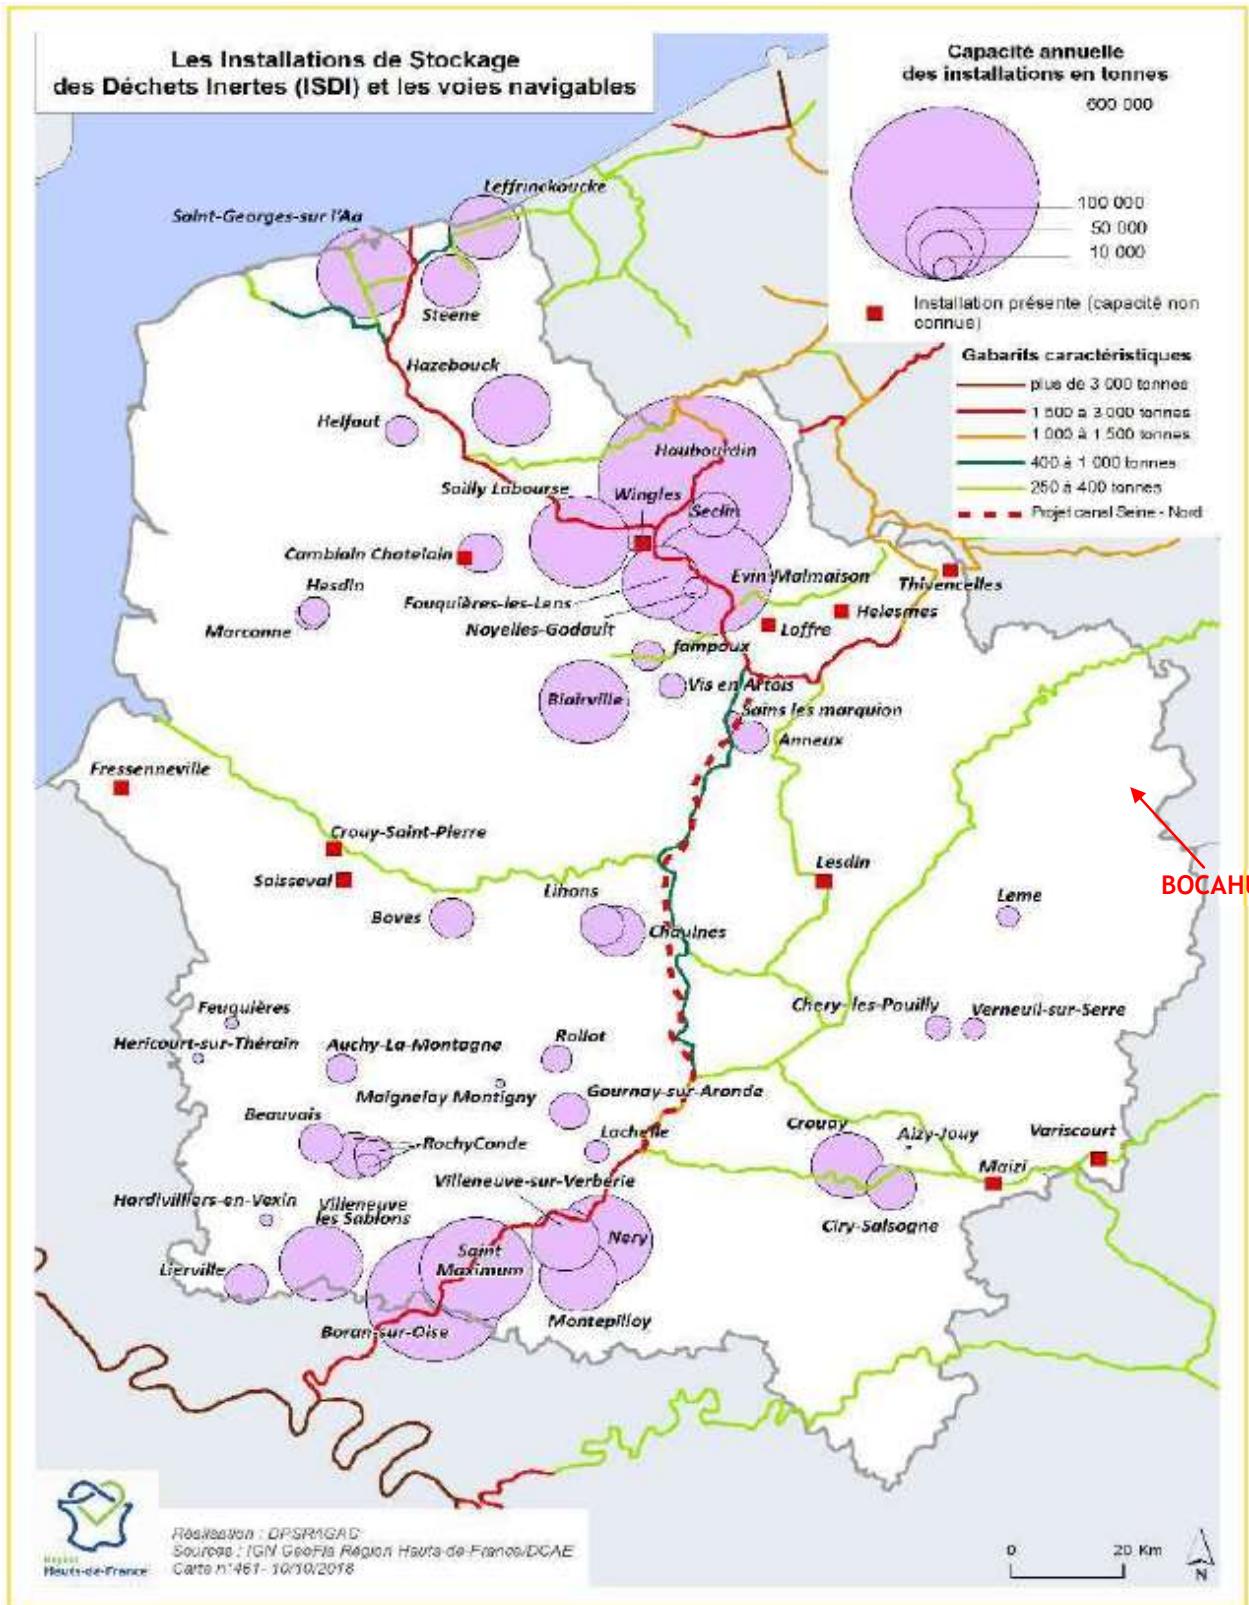 Les Installations de Stockage
des Déchets Inertes (ISDI) et les voies navigables
Capacité annuelle
des installations en tonnes
600 000
100 000
50 000
10 000
Installation présente (capacité non
connue)
Gabarits caractéristiques
plus de 3 000 tonnes
1 500 à 3 000 tonnes
1 000 à 1 500 tonnes
400 à 1 000 tonnes
250 à 400 tonnes
Projet canal Seine - Nord
Leffrinckoucke
Saint-Georges-sur l'Aa
Steene
Hazebouck
Helfaut
Haubourdin
Sailly Labourse
Wingles
Seclin
Camblain Chatelain
Evin-Malmaison
Thivencelles
Hesdin
Fouquières-les-Lens
Helesmes
Marconne
Noyelles-Godault
Loffre
fampoux
Blairville
Vis en Artois
Sains les marquion
Anneux
Fressenneville
Crouy-Saint-Pierre
Saisseval
Lesdin
BOCAHU
Boves
Lihons
Leme
Chaulnes
Feuquières
Chery-les-Pouilly
Verneuil-sur-Serre
Hericourt-sur-Thérain
Auchy-La-Montagne
Rollot
Maignelay Montigny
Gournay-sur-Aronde
Beauvais
RochyConde
Lachelle
Crouy
Aizy-Jouy
Variscourt
Maizi
Villeneuve-sur-Verberie
Hardivilliers-en-Vexin
Villeneuve
les Sablons
Ciry-Salsogne
Nery
Saint
Maximum
Lierville
Montepilloy
Boran-sur-Oise
Région
Hauts-de-France
Réalisation : DPSRAGAC
Sources : IGN GeoFla Région Hauts-de-France/DCAE
Carte n°461- 10/10/2018
0 20 Km
N